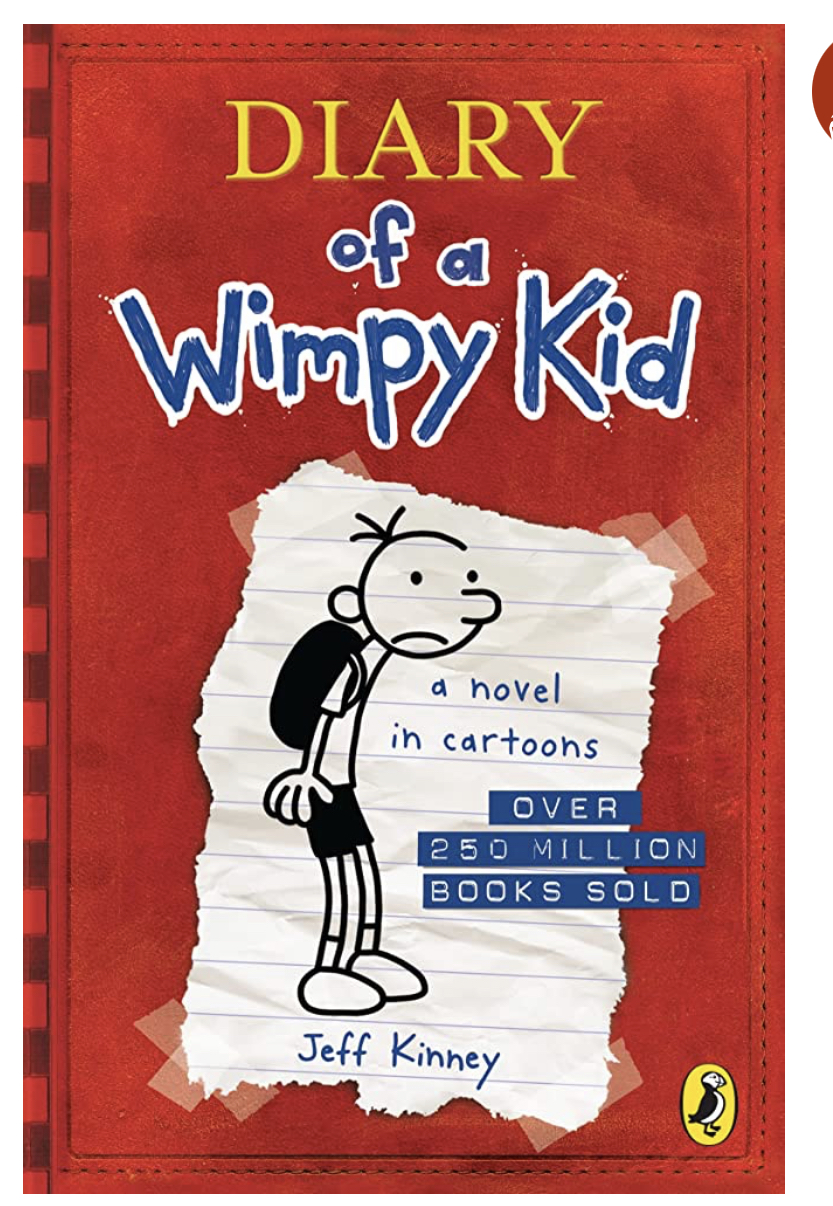 DIARY
of a
Wimpy Kid
a novel
in cartoons
OVER
250 MILLION
BOOKS SOLD
Jeff Kinney